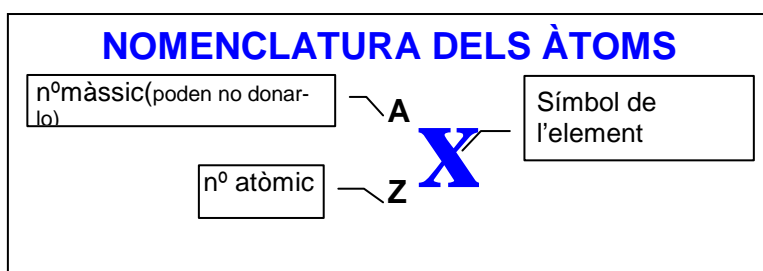 NOMENCLATURA DELS ÀTOMS
nºmàssic(poden no donar-
lo)
A
Símbol de
l’element
X
nº atòmic
Z